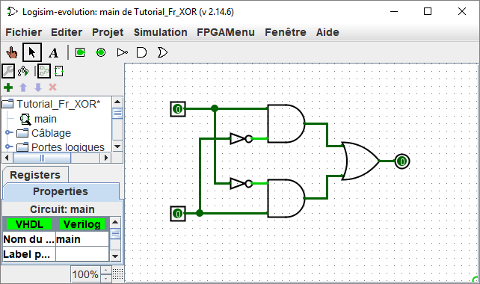 Logisim-evolution: main de Tutorial_Fr_XOR (v 2.14.6)
Fichier Editer Projet Simulation FPGAMenu Fenêtre Aide
A
Tutorial_Fr_XOR*
main
Câblage
Portes logiques
Registers
Properties
Circuit: main
VHDL Verilog
Nom du ... main
Label p...
100%
0
0
0